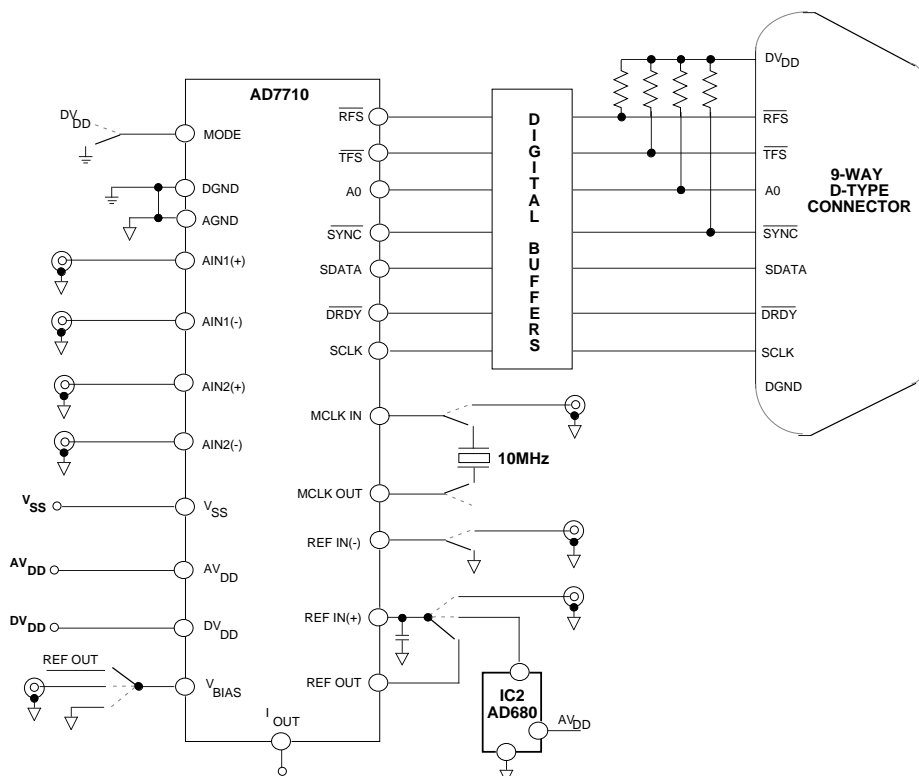 AD7710
DV DD
MODE
DGND
AGND
AIN1(+)
AIN1(-)
AIN2(+)
AIN2(-)
V SS
V SS
AV DD
AV DD
DV DD
DV DD
REF OUT
V BIAS
I OUT
RFS
TFS
A0
SYNC
SDATA
DRDY
SCLK
MCLK IN
10MHz
MCLK OUT
REF IN(-)
REF IN(+)
REF OUT
DIGITAL
BUFFERS
IC2
AD680
AV DD
DV DD
RFS
TFS
A0
SYNC
SDATA
DRDY
SCLK
DGND
9-WAY
D-TYPE
CONNECTOR